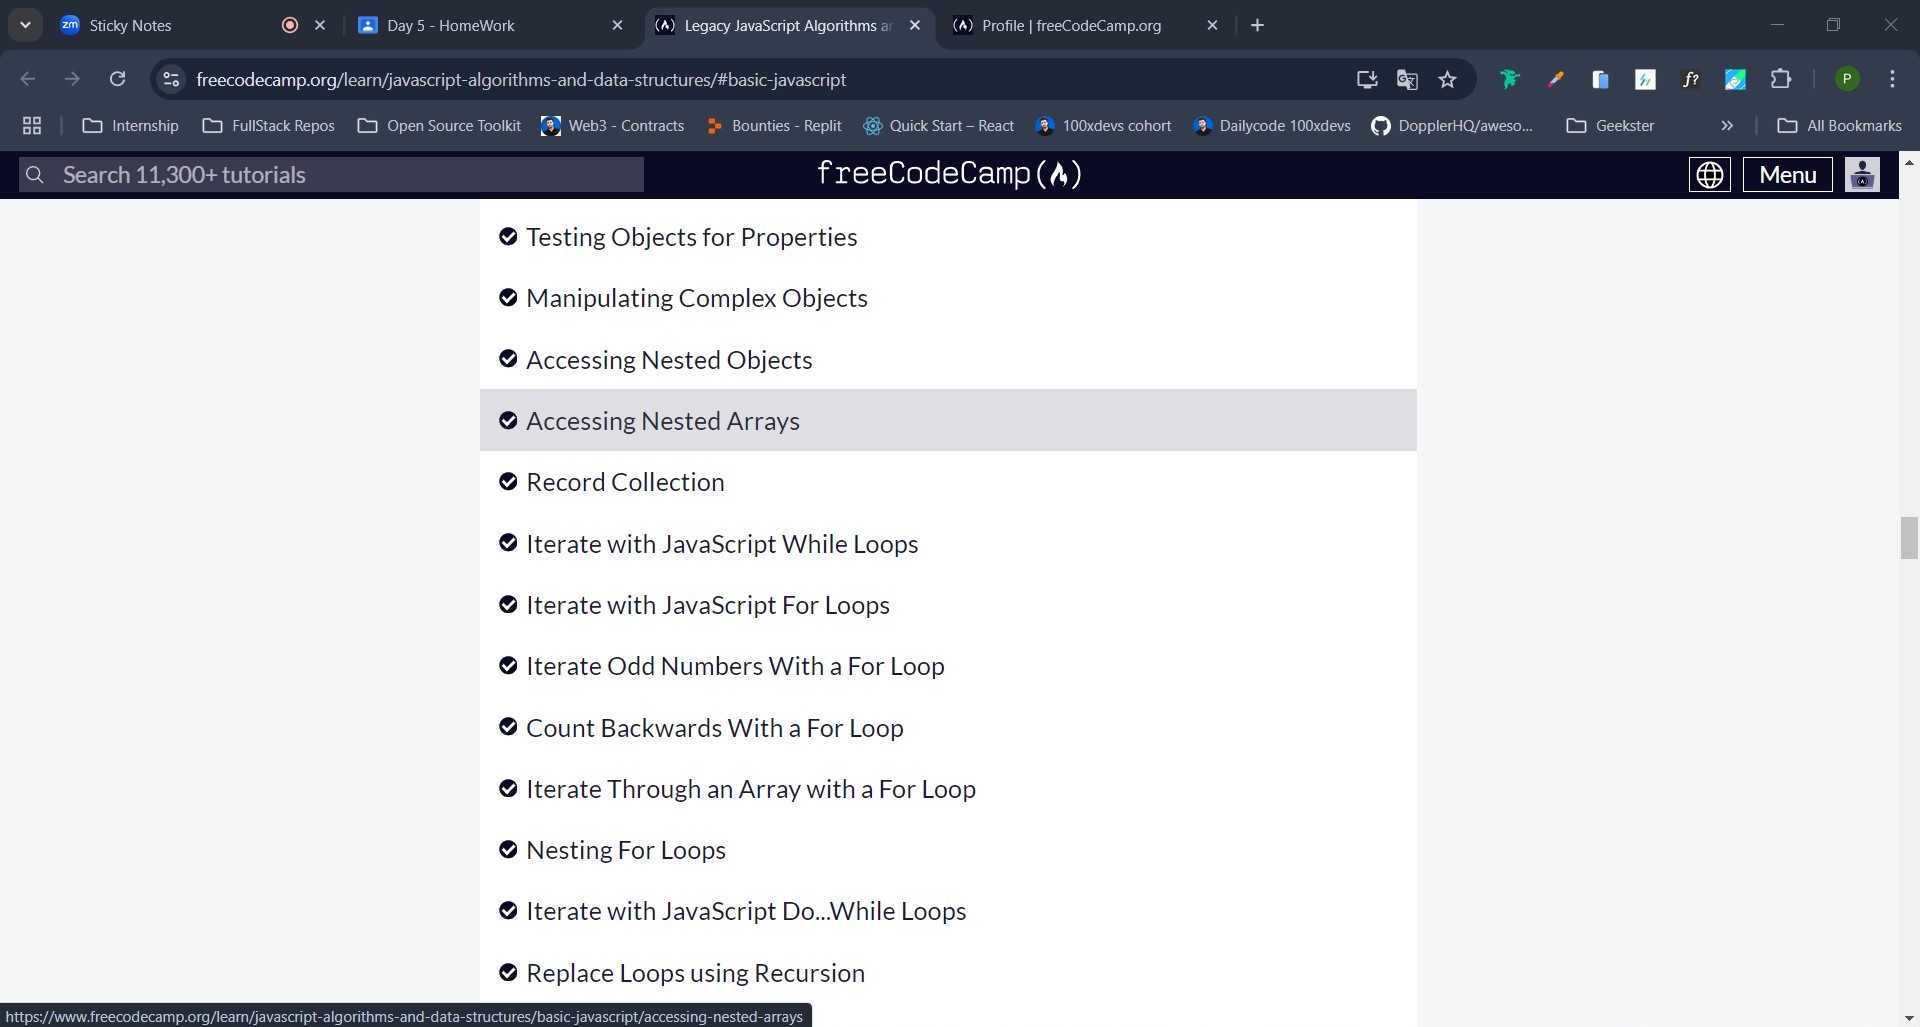 zm Sticky Notes
Day 5 - HomeWork
Legacy JavaScript Algorithms ar
Profile | freeCodeCamp.org
freecodecamp.org/learn/javascript-algorithms-and-data-structures/#basic-javascript
f?
P
Internship
FullStack Repos
Open Source Toolkit
Web3 - Contracts
Bounties - Replit
Quick Start – React
100xdevs cohort
Dailycode 100xdevs
DopplerHQ/aweso...
Geekster
»
All Bookmarks
Search 11,300+ tutorials
freeCodeCamp
Menu
Testing Objects for Properties
Manipulating Complex Objects
Accessing Nested Objects
Accessing Nested Arrays
Record Collection
Iterate with JavaScript While Loops
Iterate with JavaScript For Loops
Iterate Odd Numbers With a For Loop
Count Backwards With a For Loop
Iterate Through an Array with a For Loop
Nesting For Loops
Iterate with JavaScript Do...While Loops
Replace Loops using Recursion
https://www.freecodecamp.org/learn/javascript-algorithms-and-data-structures/basic-javascript/accessing-nested-arrays